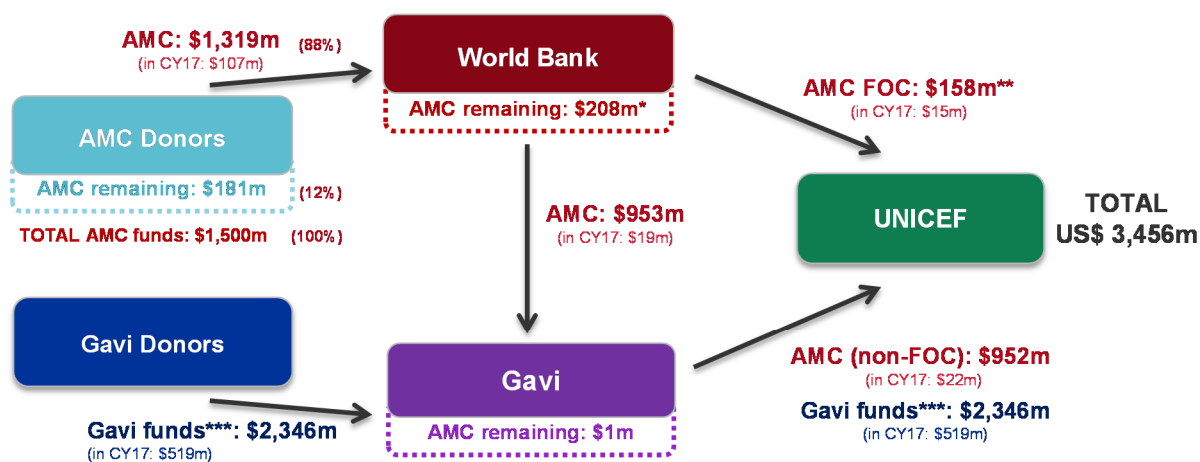 AMC: $1,319m (88%)
(in CY17: $107m)
World Bank
AMC remaining: $208m*
AMC FOC: $158m**
(in CY17: $15m)
AMC Donors
AMC remaining: $181m (12%)
TOTAL AMC funds: $1,500m (100%)
AMC: $953m
(in CY17: $19m)
UNICEF
TOTAL
US$ 3,456m
Gavi Donors
Gavi funds***: $2,346m
(in CY17: $519m)
Gavi
AMC remaining: $1m
AMC (non-FOC): $952m
(in CY17: $22m)
Gavi funds***: $2,346m
(in CY17: $519m)